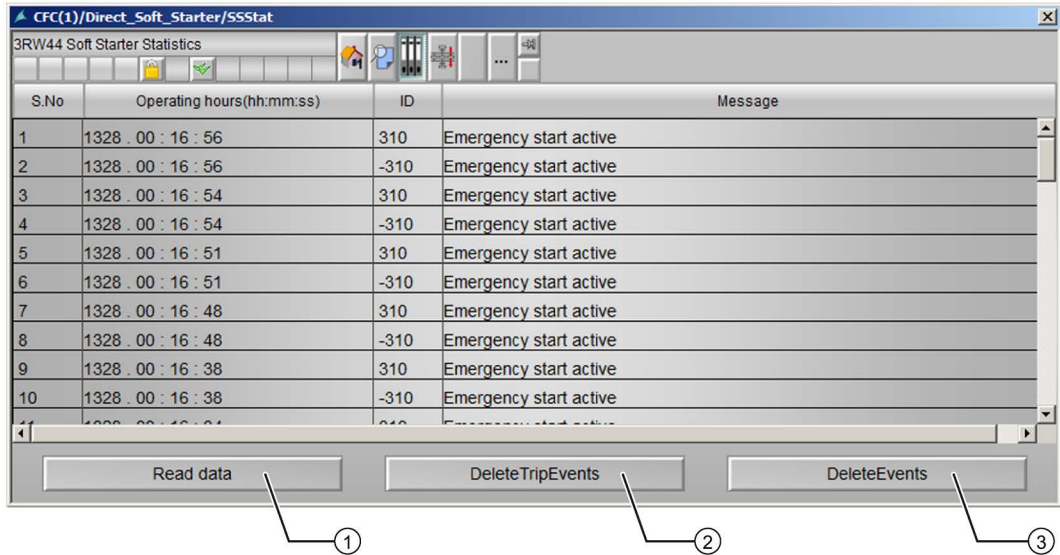 CFC(1)/Direct_Soft_Starter/SSStat
3RW44 Soft Starter Statistics
...
S.No Operating hours(hh:mm:ss) ID Message
1 1328 . 00 : 16 : 56 310 Emergency start active
2 1328 . 00 : 16 : 56 -310 Emergency start active
3 1328 . 00 : 16 : 54 310 Emergency start active
4 1328 . 00 : 16 : 54 -310 Emergency start active
5 1328 . 00 : 16 : 51 310 Emergency start active
6 1328 . 00 : 16 : 51 -310 Emergency start active
7 1328 . 00 : 16 : 48 310 Emergency start active
8 1328 . 00 : 16 : 48 -310 Emergency start active
9 1328 . 00 : 16 : 38 310 Emergency start active
10 1328 . 00 : 16 : 38 -310 Emergency start active
Read data DeleteTripEvents DeleteEvents
1 2 3